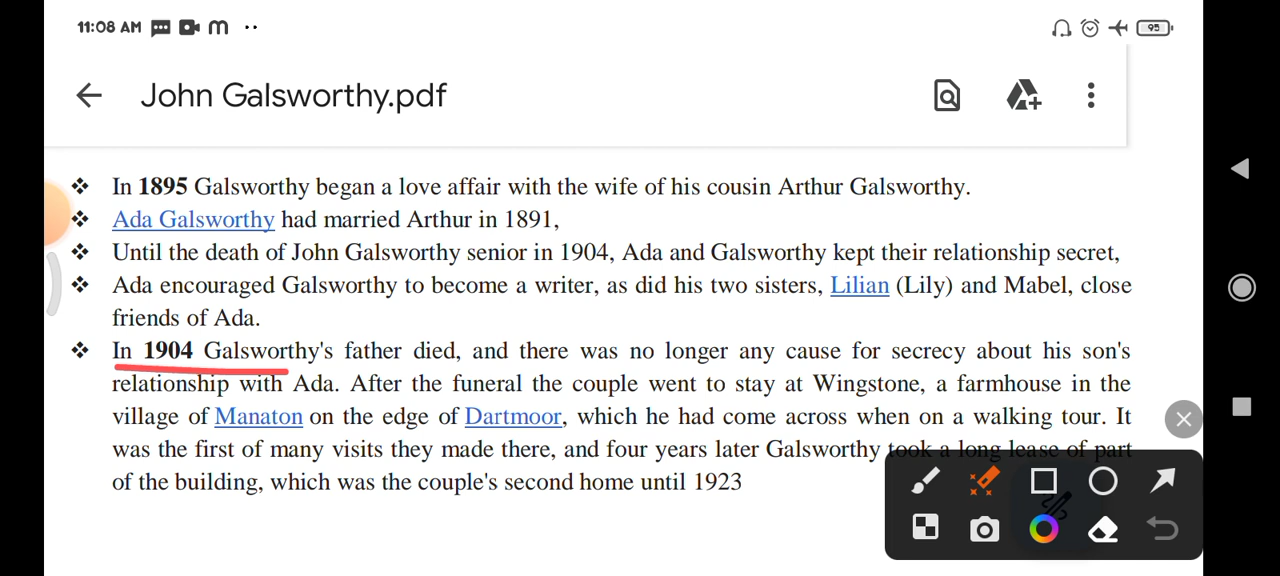 11:08 AM
95
John Galsworthy.pdf
❖ In 1895 Galsworthy began a love affair with the wife of his cousin Arthur Galsworthy.
❖ Ada Galsworthy had married Arthur in 1891,
❖ Until the death of John Galsworthy senior in 1904, Ada and Galsworthy kept their relationship secret,
❖ Ada encouraged Galsworthy to become a writer, as did his two sisters, Lilian (Lily) and Mabel, close
friends of Ada.
❖ In 1904 Galsworthy's father died, and there was no longer any cause for secrecy about his son's
relationship with Ada. After the funeral the couple went to stay at Wingstone, a farmhouse in the
village of Manaton on the edge of Dartmoor, which he had come across when on a walking tour. It
was the first of many visits they made there, and four years later Galsworthy took a long lease of part
of the building, which was the couple's second home until 1923